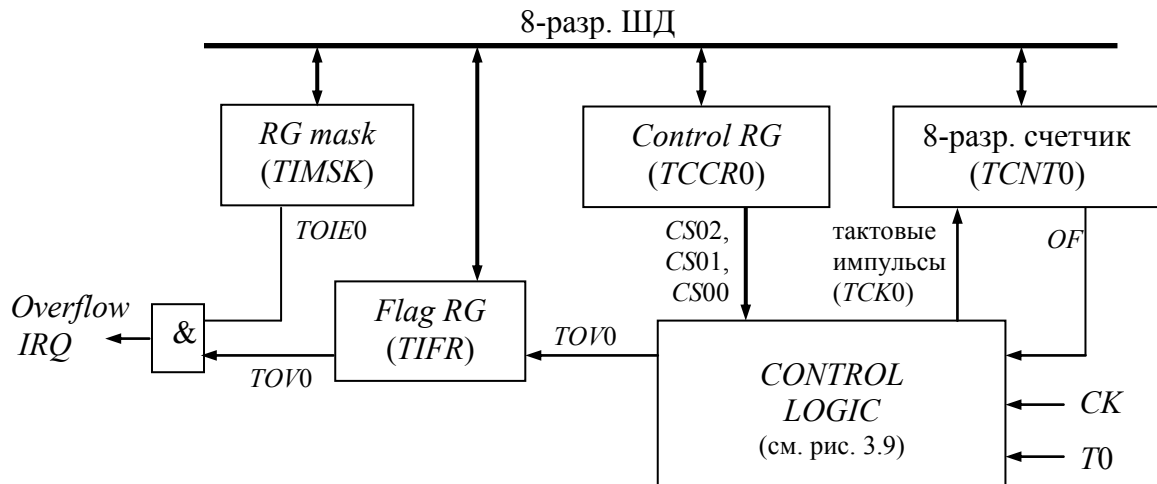 8-разр. ШД
RG mask
(TIMSK)
Control RG
(TCCR0)
8-разр. счетчик
(TCNT0)
TOIE0
CS02,
CS01,
CS00
тактовые
импульсы
(TCK0)
OF
Overflow
IRQ
&
Flag RG
(TIFR)
TOV0
TOV0
CONTROL
LOGIC
(см. рис. 3.9)
CK
T0